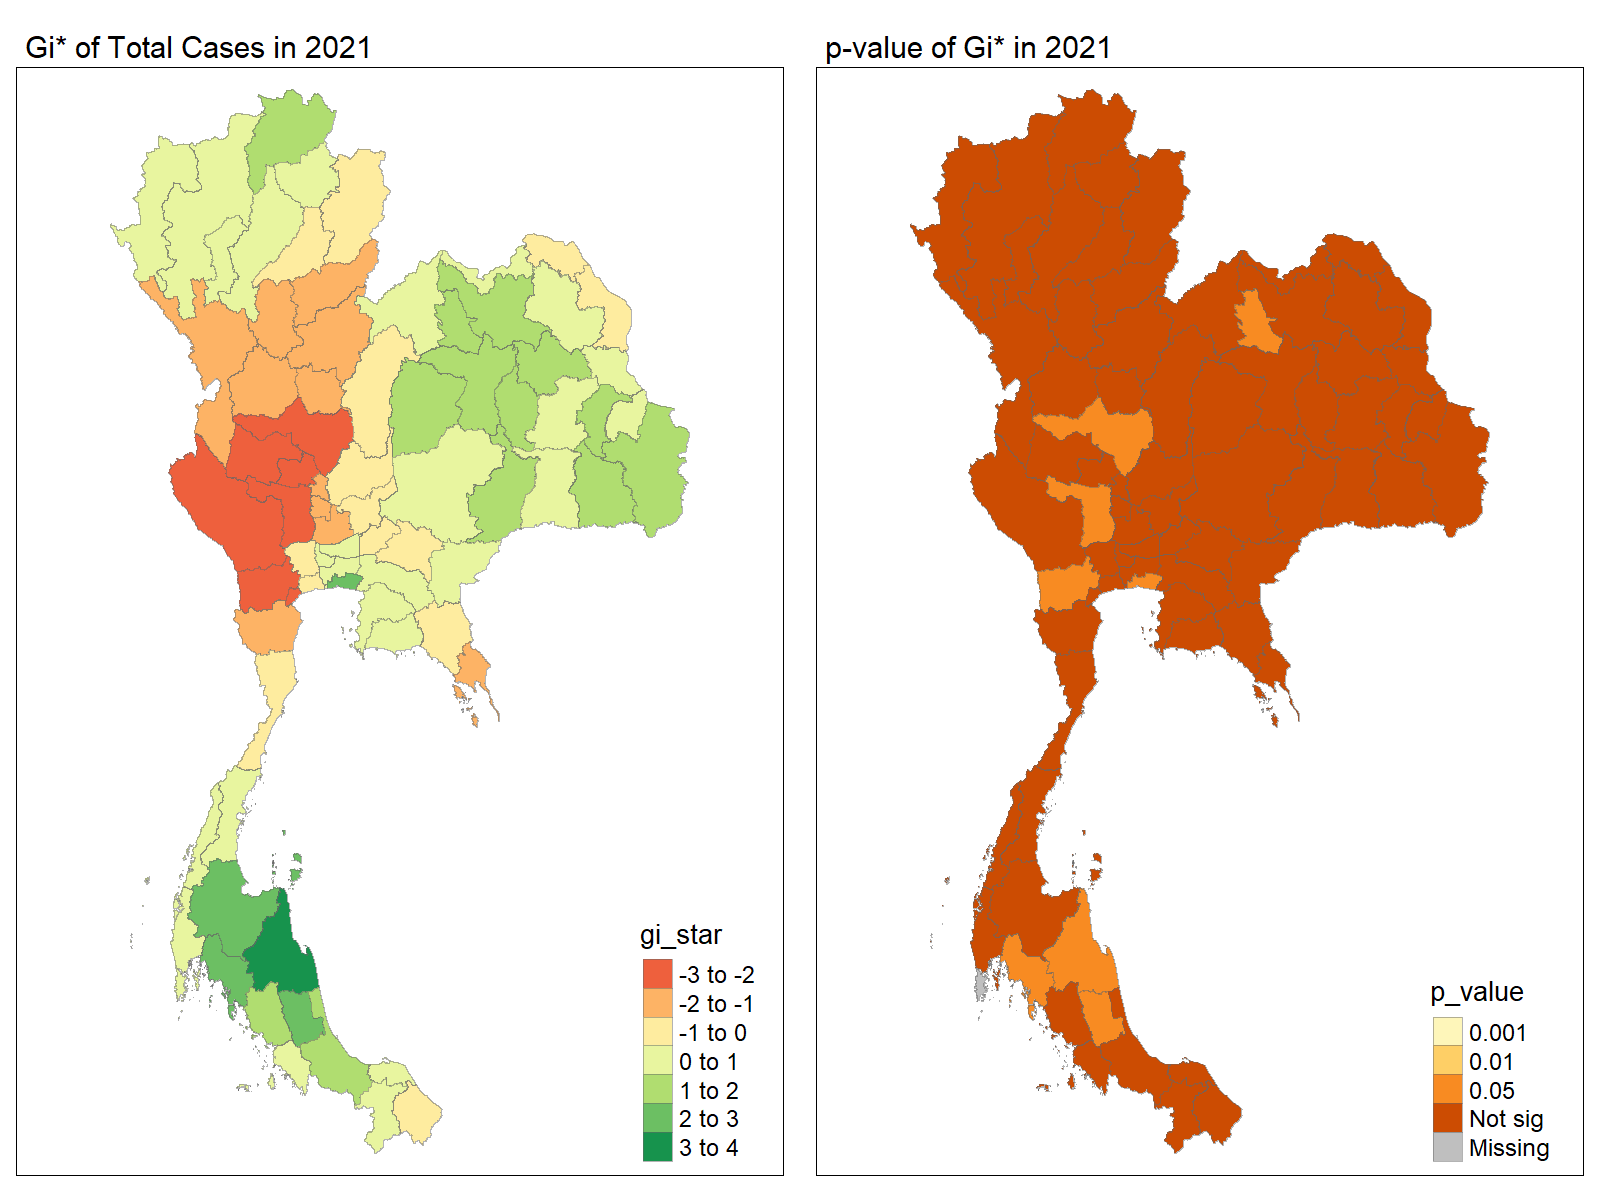 Gi* of Total Cases in 2021
gi_star
-3 to -2
-2 to -1
-1 to 0
0 to 1
1 to 2
2 to 3
3 to 4
p-value of Gi* in 2021
p_value
0.001
0.01
0.05
Not sig
Missing